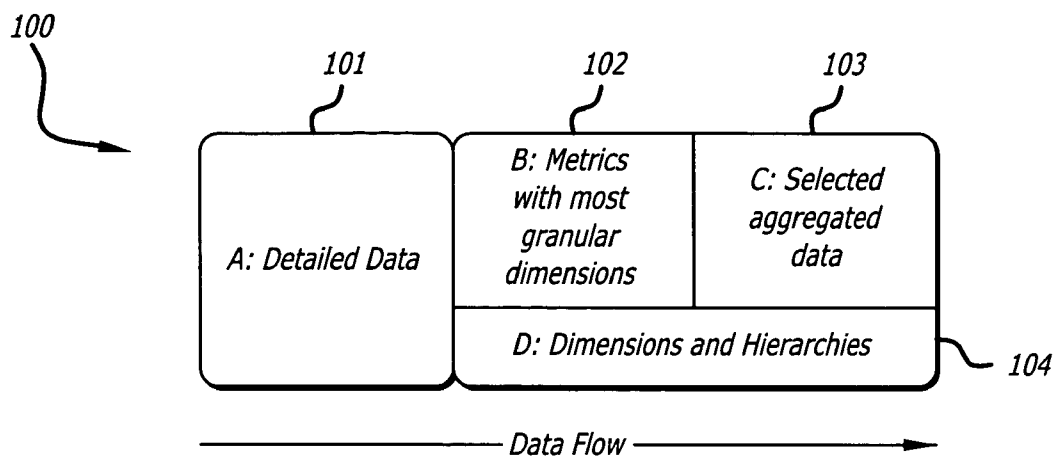 100
101
102
103
A: Detailed Data
B: Metrics
with most
granular
dimensions
C: Selected
aggregated
data
D: Dimensions and Hierarchies
104
Data Flow